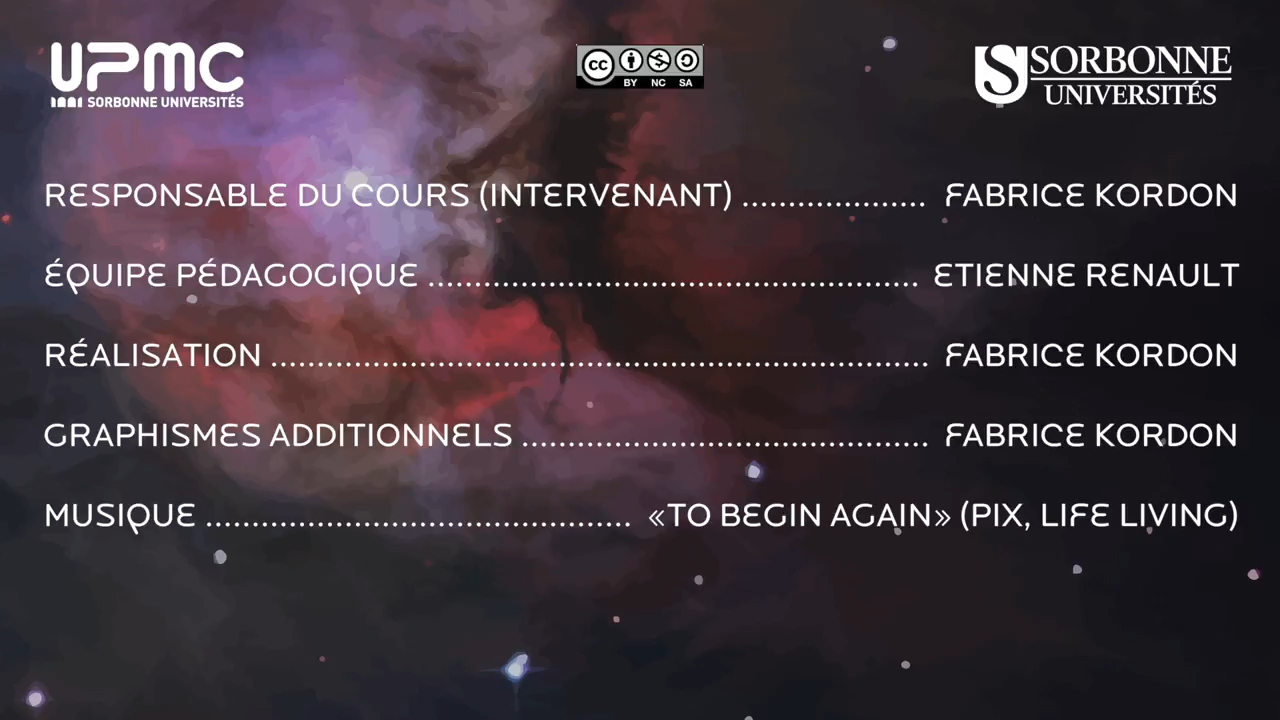 UPMC
SORBONNE UNIVERSITÉS
cc
BY NC SA
SORBONNE
UNIVERSITÉS
RESPONSABLE DU COURS (INTERVENANT) .................... FABRICE KORDON
ÉQUIPE PÉDAGOGIQUE .................................................... ETIENNE RENAULT
RÉALISATION ...................................................................... FABRICE KORDON
GRAPHISMES ADDITIONNELS ........................................... FABRICE KORDON
MUSIQUE ............................................. «TO BEGIN AGAIN» (PIX, LIFE LIVING)